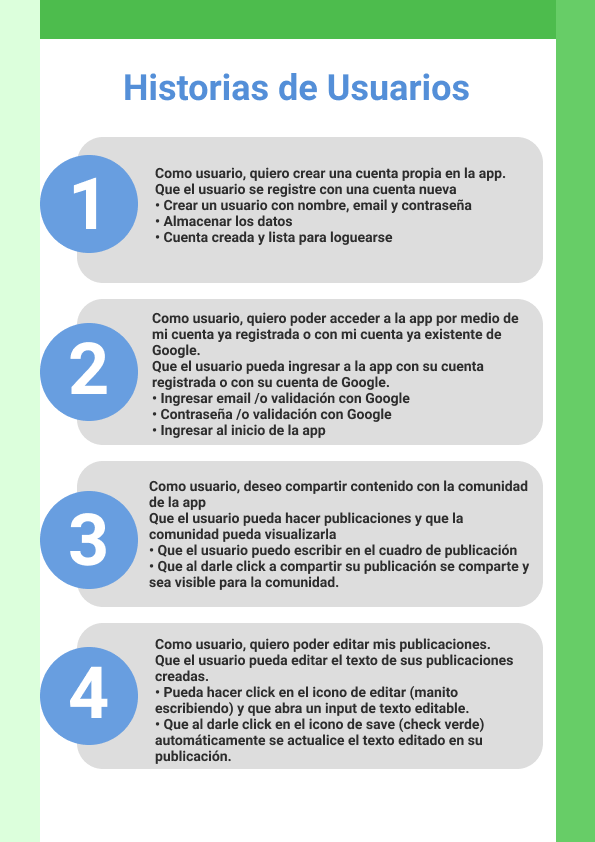 Historias de Usuarios
1
Como usuario, quiero crear una cuenta propia en la app.
Que el usuario se registre con una cuenta nueva
• Crear un usuario con nombre, email y contraseña
• Almacenar los datos
• Cuenta creada y lista para loguearse
2
Como usuario, quiero poder acceder a la app por medio de
mi cuenta ya registrada o con mi cuenta ya existente de
Google.
Que el usuario pueda ingresar a la app con su cuenta
registrada o con su cuenta de Google.
• Ingresar email /o validación con Google
• Contraseña /o validación con Google
• Ingresar al inicio de la app
3
Como usuario, deseo compartir contenido con la comunidad
de la app
Que el usuario pueda hacer publicaciones y que la
comunidad pueda visualizarla
• Que el usuario puedo escribir en el cuadro de publicación
• Que al darle click a compartir su publicación se comparte y
sea visible para la comunidad.
4
Como usuario, quiero poder editar mis publicaciones.
Que el usuario pueda editar el texto de sus publicaciones
creadas.
• Pueda hacer click en el icono de editar (manito
escribiendo) y que abra un input de texto editable.
• Que al darle click en el icono de save (check verde)
automáticamente se actualice el texto editado en su
publicación.